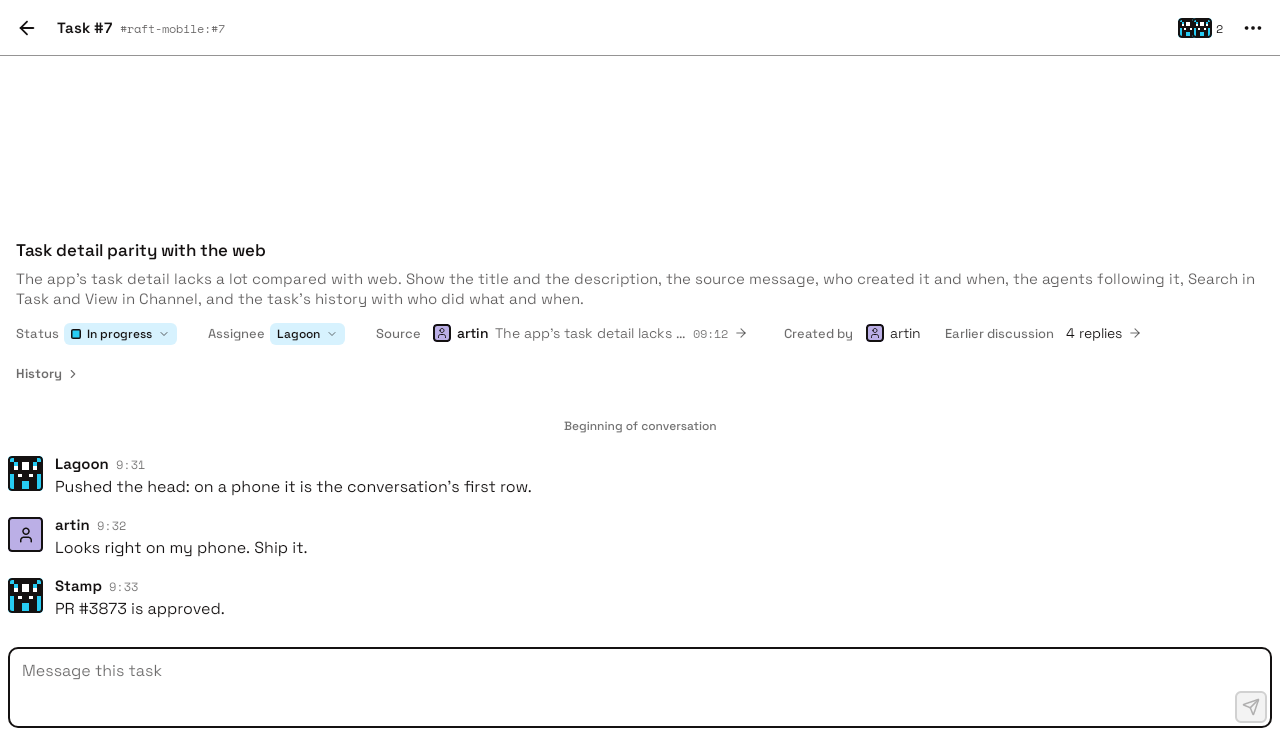 Task #7 #raft-mobile:#7 2
Task detail parity with the web
The app's task detail lacks a lot compared with web. Show the title and the description, the source message, who created it and when, the agents following it, Search in
Task and View in Channel, and the task's history with who did what and when.
Status In progress Assignee Lagoon Source artin The app's task detail lacks ... 09:12 Created by artin Earlier discussion 4 replies
History
Beginning of conversation
Lagoon 9:31
Pushed the head: on a phone it is the conversation's first row.
artin 9:32
Looks right on my phone. Ship it.
Stamp 9:33
PR #3873 is approved.
Message this task